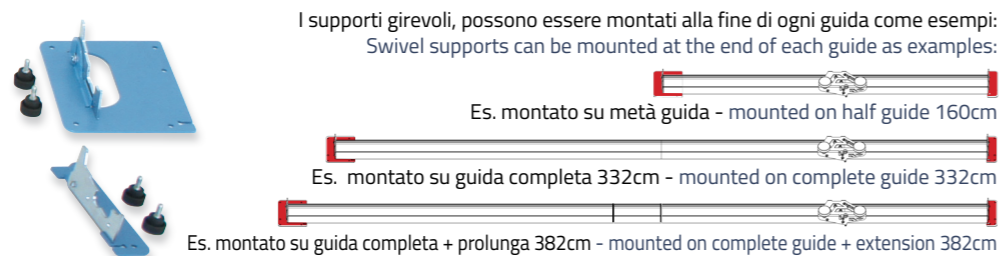 I supporti girevoli, possono essere montati alla fine di ogni guida come esempi:
Swivel supports can be mounted at the end of each guide as examples:
Es. montato su metà guida - mounted on half guide 160cm
Es. montato su guida completa 332cm - mounted on complete guide 332cm
Es. montato su guida completa + prolunga 382cm - mounted on complete guide + extension 382cm